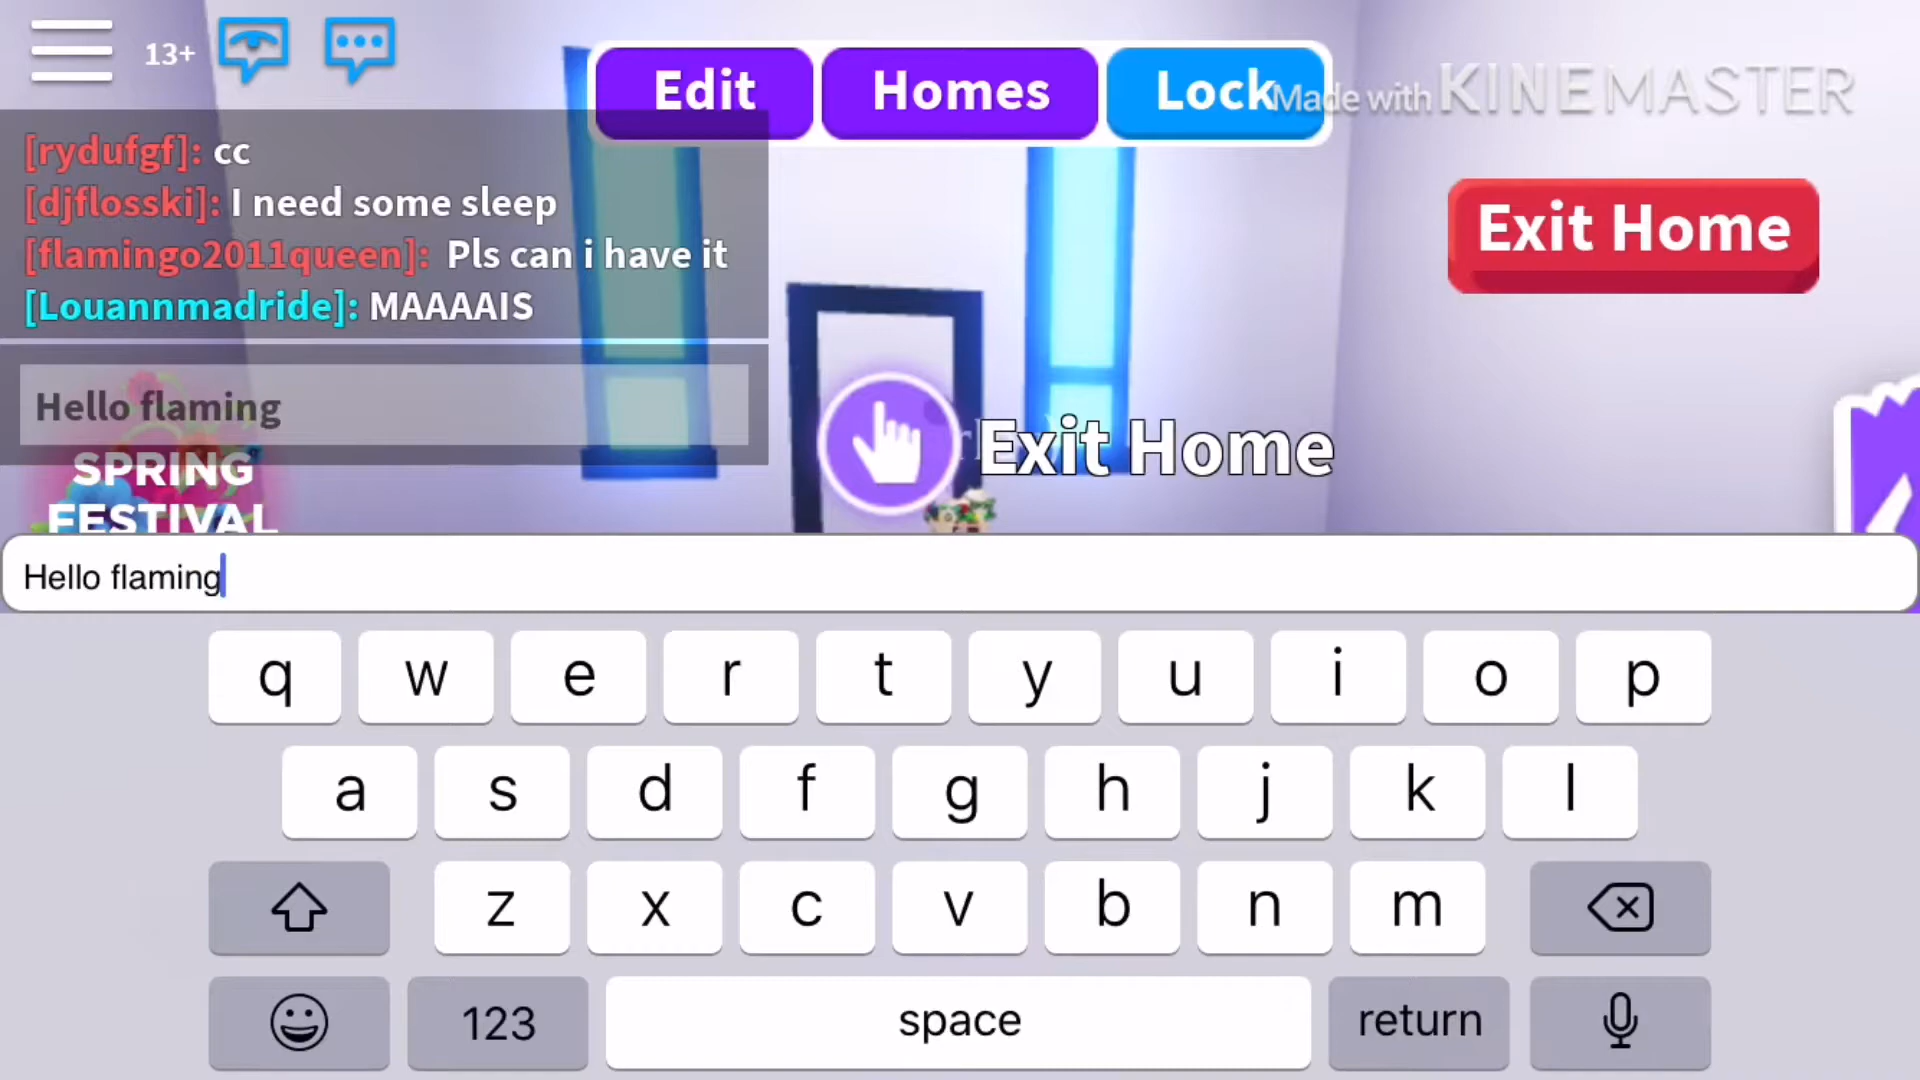 13+
Edit
Homes
Lock
Made with KINEMASTER
[rydufgf]: cc
[djflosski]: I need some sleep
[flamingo2011queen]: Pls can i have it
[Louannmadride]: MAAAAIS
Exit Home
Hello flaming
Exit Home
SPRING
FESTIVAL
Hello flaming
q w e r t y u i o p
a s d f g h j k l
z x c v b n m
123 space return